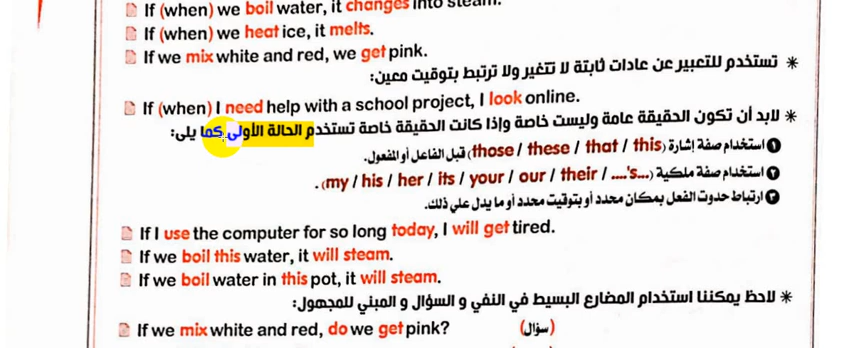 If (when) we boil water, it changes into steam.
If (when) we heat ice, it melts.
If we mix white and red, we get pink.
* تستخدم للتعبير عن عادات ثابتة لا تتغير ولا ترتبط بتوقيت معين:
If (when) I need help with a school project, I look online.
* لابد أن تكون الحقيقة عامة وليست خاصة وإذا كانت الحقيقة خاصة تستخدم الحالة الأولى كما يلى:
١ استخدام صفة إشارة (those / these / that / this) قبل الفاعل أو المفعول.
٢ استخدام صفة ملكية (my / his / her / its / your / our / their / ....'s...).
٣ ارتباط حدوث الفعل بمكان محدد أو بتوقيت محدد أو ما يدل علي ذلك.
If I use the computer for so long today, I will get tired.
If we boil this water, it will steam.
If we boil water in this pot, it will steam.
* لاحظ يمكننا استخدام المضارع البسيط في النفي و السؤال و المبني للمجهول:
If we mix white and red, do we get pink? (سؤال)